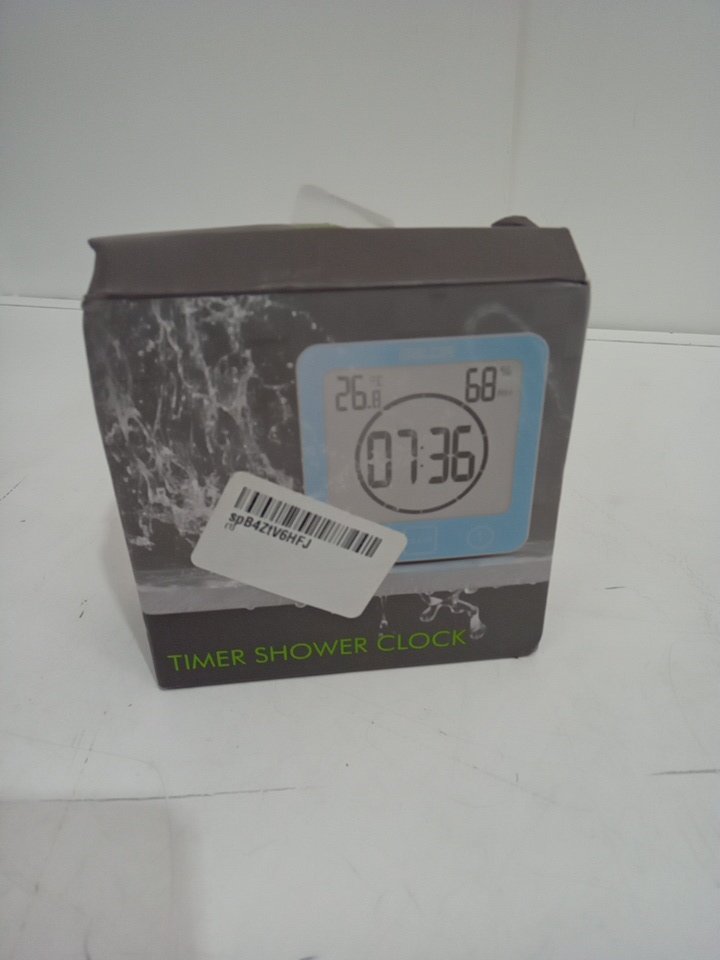 26.8 °C
68 %
07:36
spB4ZtV6HFJ
TIMER SHOWER CLOCK